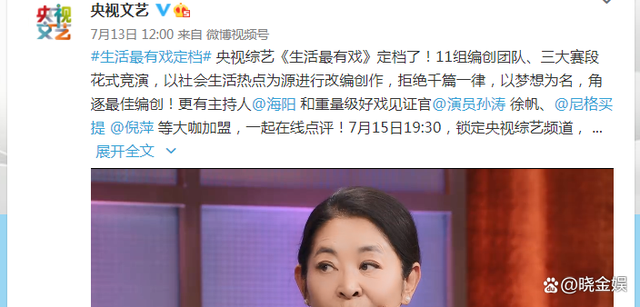 央视文艺
央视
文艺
7月13日 12:00 来自 微博视频号
#生活最有戏定档# 央视综艺《生活最有戏》定档了！11组编创团队、三大赛段
花式竞演，以社会生活热点为源进行改编创作，拒绝千篇一律，以梦想为名，角
逐最佳编创！更有主持人@海阳 和重量级好戏见证官@演员孙涛 徐帆、@尼格买
提 @倪萍 等大咖加盟，一起在线点评！7月15日19:30，锁定央视综艺频道， ...
展开全文
@晓金娱